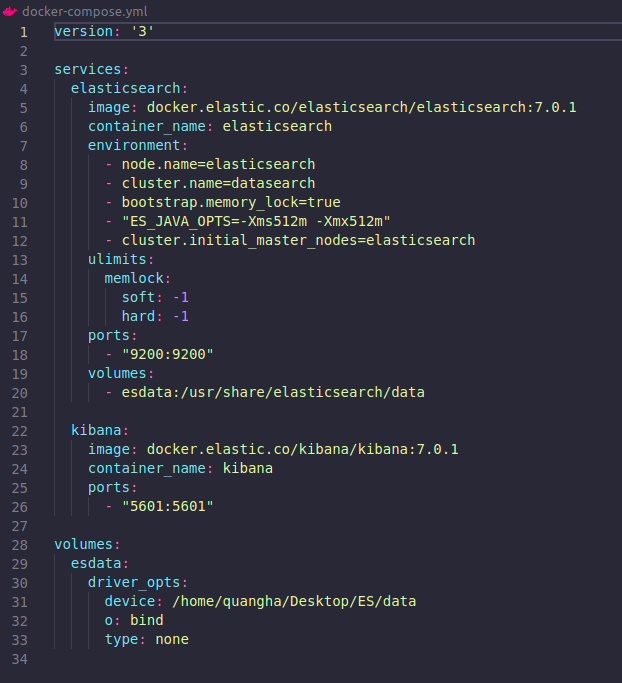 docker-compose.yml
1 version: '3'
2
3 services:
4   elasticsearch:
5     image: docker.elastic.co/elasticsearch/elasticsearch:7.0.1
6     container_name: elasticsearch
7     environment:
8       - node.name=elasticsearch
9       - cluster.name=datasearch
10       - bootstrap.memory_lock=true
11       - "ES_JAVA_OPTS=-Xms512m -Xmx512m"
12       - cluster.initial_master_nodes=elasticsearch
13     ulimits:
14       memlock:
15         soft: -1
16         hard: -1
17     ports:
18       - "9200:9200"
19     volumes:
20       - esdata:/usr/share/elasticsearch/data
21
22   kibana:
23     image: docker.elastic.co/kibana/kibana:7.0.1
24     container_name: kibana
25     ports:
26       - "5601:5601"
27
28 volumes:
29   esdata:
30     driver_opts:
31       device: /home/quangha/Desktop/ES/data
32       o: bind
33       type: none
34